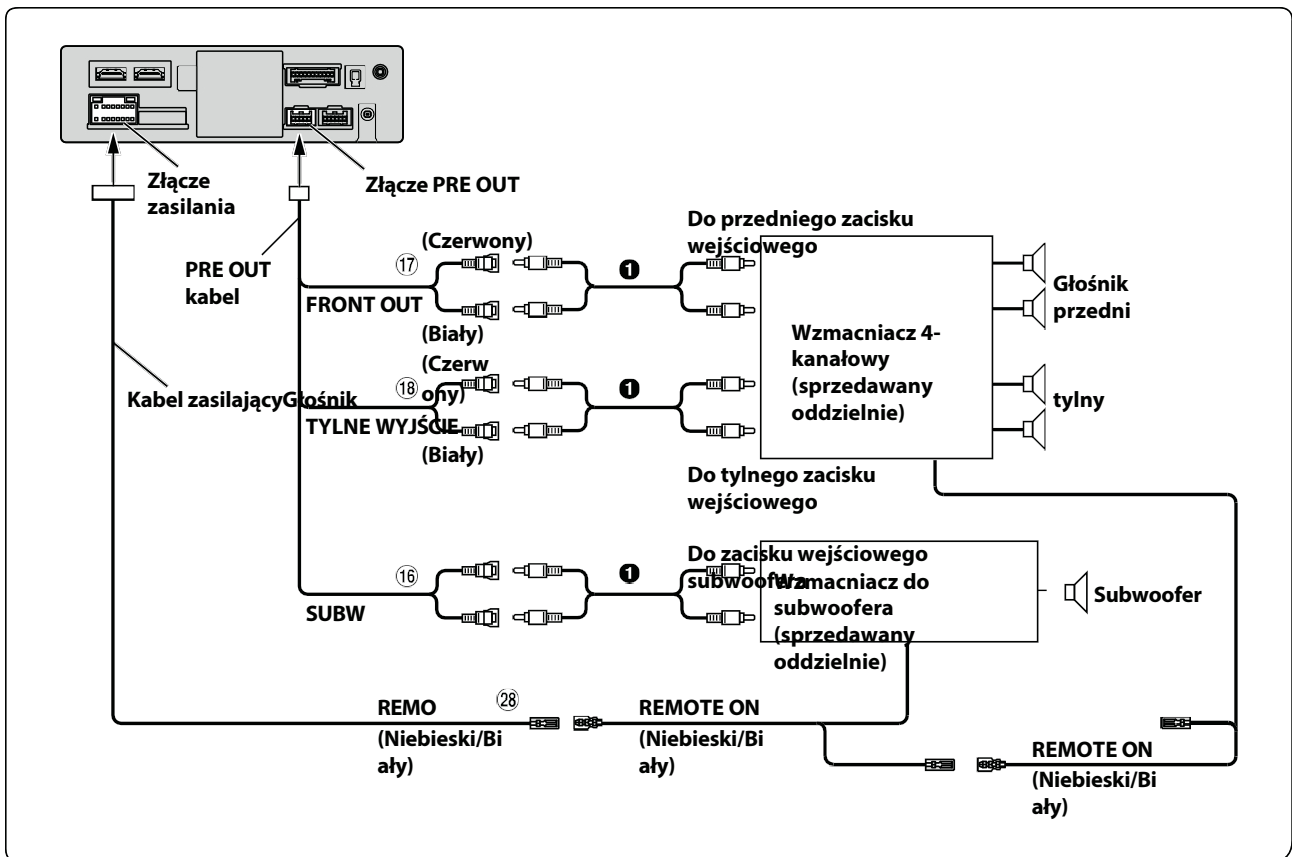 Złącze
zasilania
Złącze PRE OUT
PRE OUT
kabel
(Czerwony)
⑰
FRONT OUT
(Biały)
❶
Do przedniego zacisku
wejściowego
Głośnik
przedni
Wzmacniacz 4-
kanałowy
(sprzedawany
oddzielnie)
(Czerw
ony)
⑱
Kabel zasilającyGłośnik
TYLNE WYJŚCIE
(Biały)
❶
tylny
Do tylnego zacisku
wejściowego
Do zacisku wejściowego
subwoofera
⑯
SUBW
❶
Wzmacniacz do
subwoofera
(sprzedawany
oddzielnie)
Subwoofer
REMO
㉘
(Niebieski/Bi
ały)
REMOTE ON
(Niebieski/Bi
ały)
REMOTE ON
(Niebieski/Bi
ały)